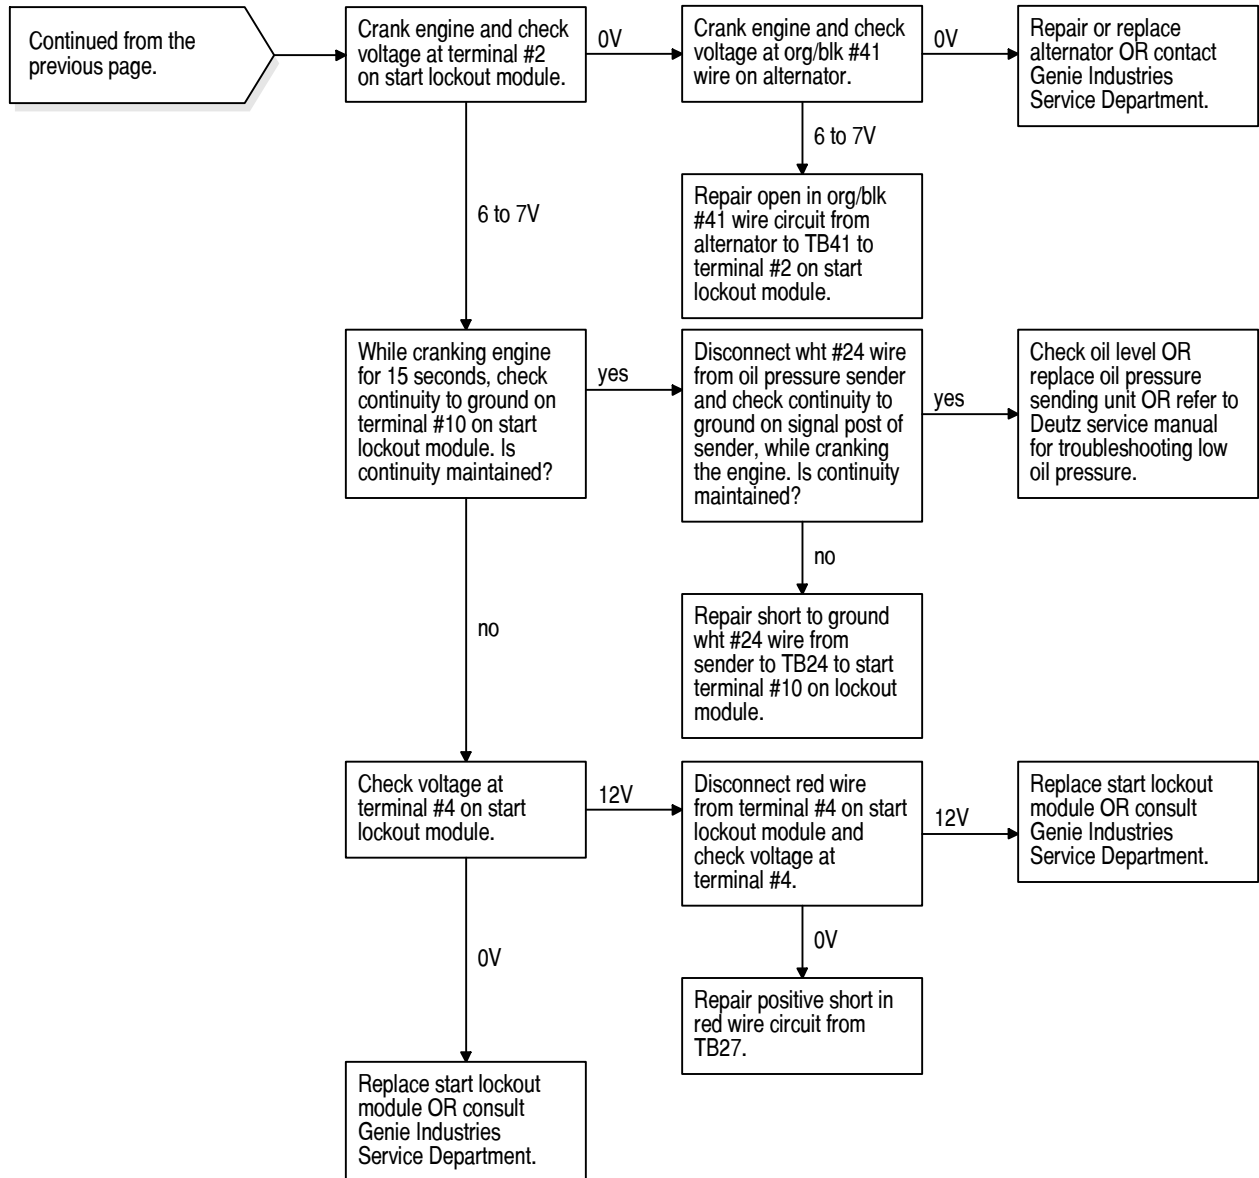 Continued from the
previous page.
Crank engine and check
voltage at terminal #2
on start lockout module.
0V
Crank engine and check
voltage at org/blk #41
wire on alternator.
0V
Repair or replace
alternator OR contact
Genie Industries
Service Department.
6 to 7V
Repair open in org/blk
#41 wire circuit from
alternator to TB41 to
terminal #2 on start
lockout module.
6 to 7V
While cranking engine
for 15 seconds, check
continuity to ground on
terminal #10 on start
lockout module. Is
continuity maintained?
yes
Disconnect wht #24 wire
from oil pressure sender
and check continuity to
ground on signal post of
sender, while cranking
the engine. Is continuity
maintained?
yes
Check oil level OR
replace oil pressure
sending unit OR refer to
Deutz service manual
for troubleshooting low
oil pressure.
no
Repair short to ground
wht #24 wire from
sender to TB24 to start
terminal #10 on lockout
module.
no
Check voltage at
terminal #4 on start
lockout module.
12V
Disconnect red wire
from terminal #4 on start
lockout module and
check voltage at
terminal #4.
12V
Replace start lockout
module OR consult
Genie Industries
Service Department.
0V
Repair positive short in
red wire circuit from
TB27.
0V
Replace start lockout
module OR consult
Genie Industries
Service Department.